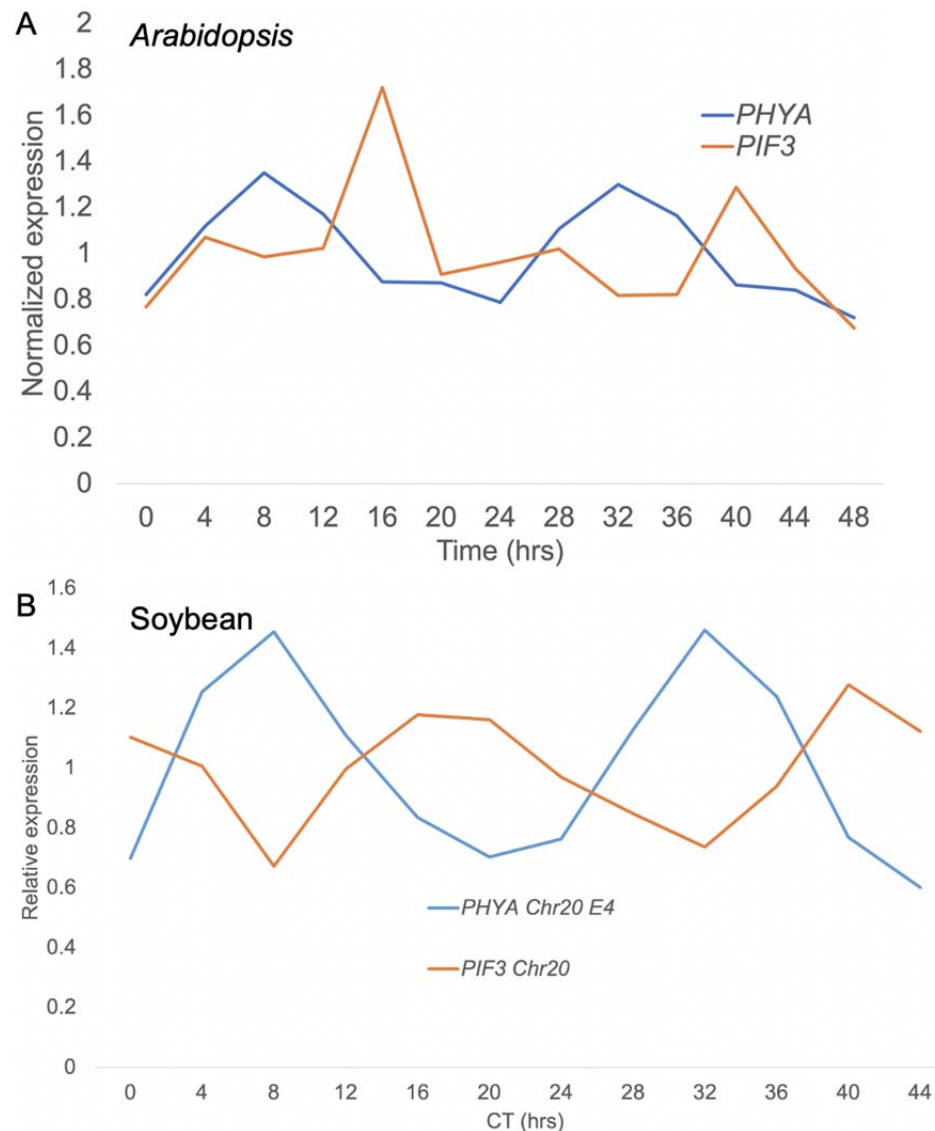 A
Arabidopsis
2
1.8
1.6
1.4
1.2
1
0.8
0.6
0.4
0.2
0
Normalized expression
PHYA
PIF3
0 4 8 12 16 20 24 28 32 36 40 44 48
Time (hrs)
B
Soybean
1.6
1.4
1.2
1
0.8
0.6
0.4
0.2
0
Relative expression
PHYA Chr20 E4
PIF3 Chr20
0 4 8 12 16 20 24 28 32 36 40 44
CT (hrs)